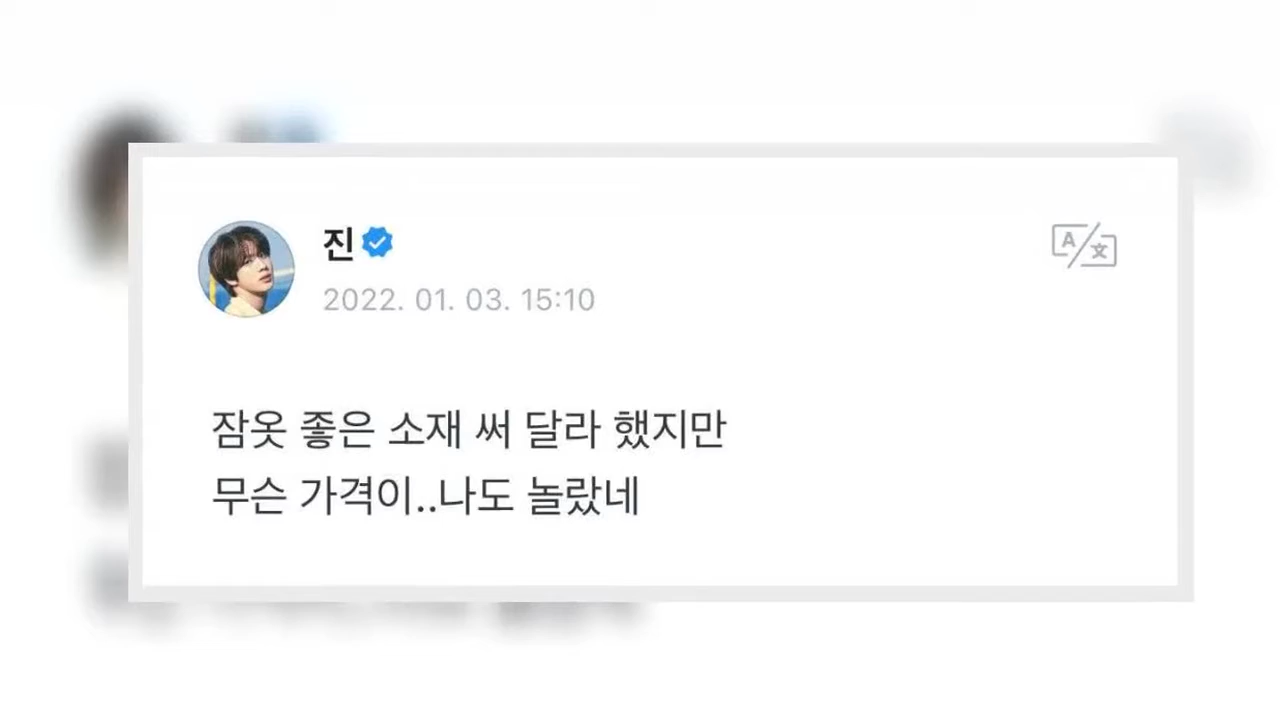 진
2022. 01. 03. 15:10
A 文
잠옷 좋은 소재 써 달라 했지만
무슨 가격이..나도 놀랐네